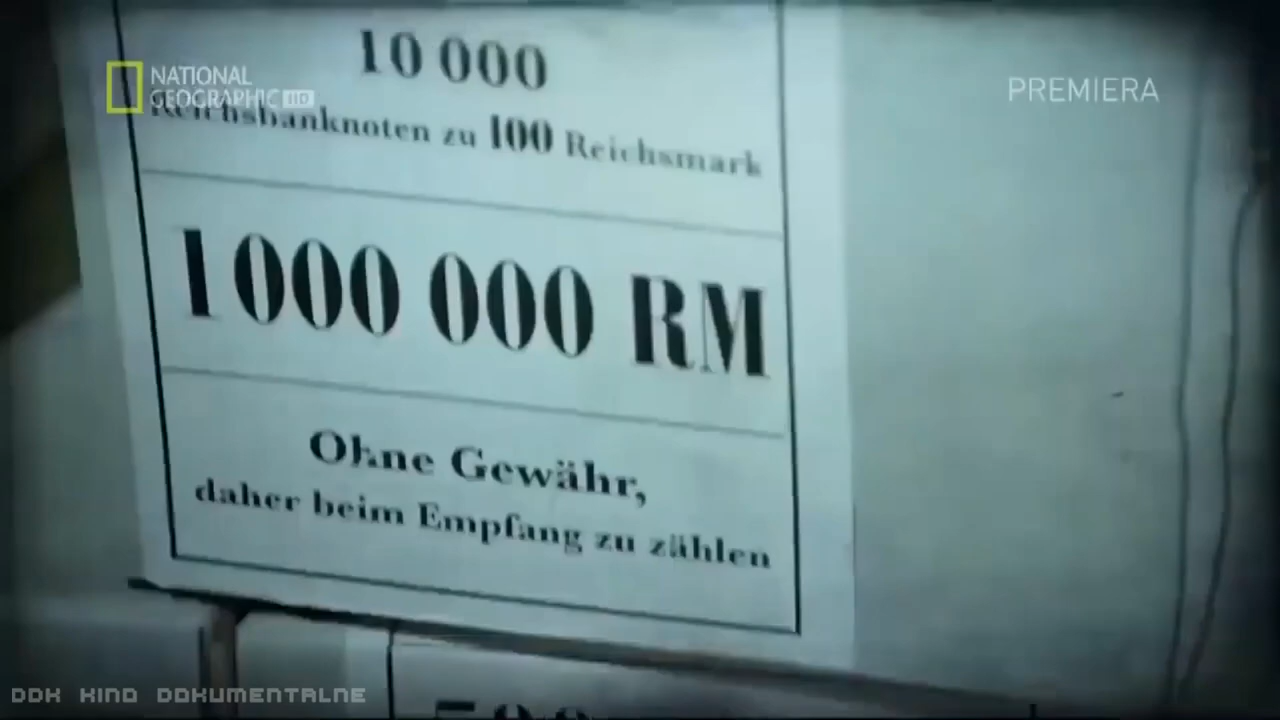 10 000
NATIONAL
GEOGRAPHIC HD
PREMIERA
Reichsbanknoten zu 100 Reichsmark
1 000 000 RM
Ohne Gewähr,
daher beim Empfang zu zählen
DDK KINO DOKUMENTALNE